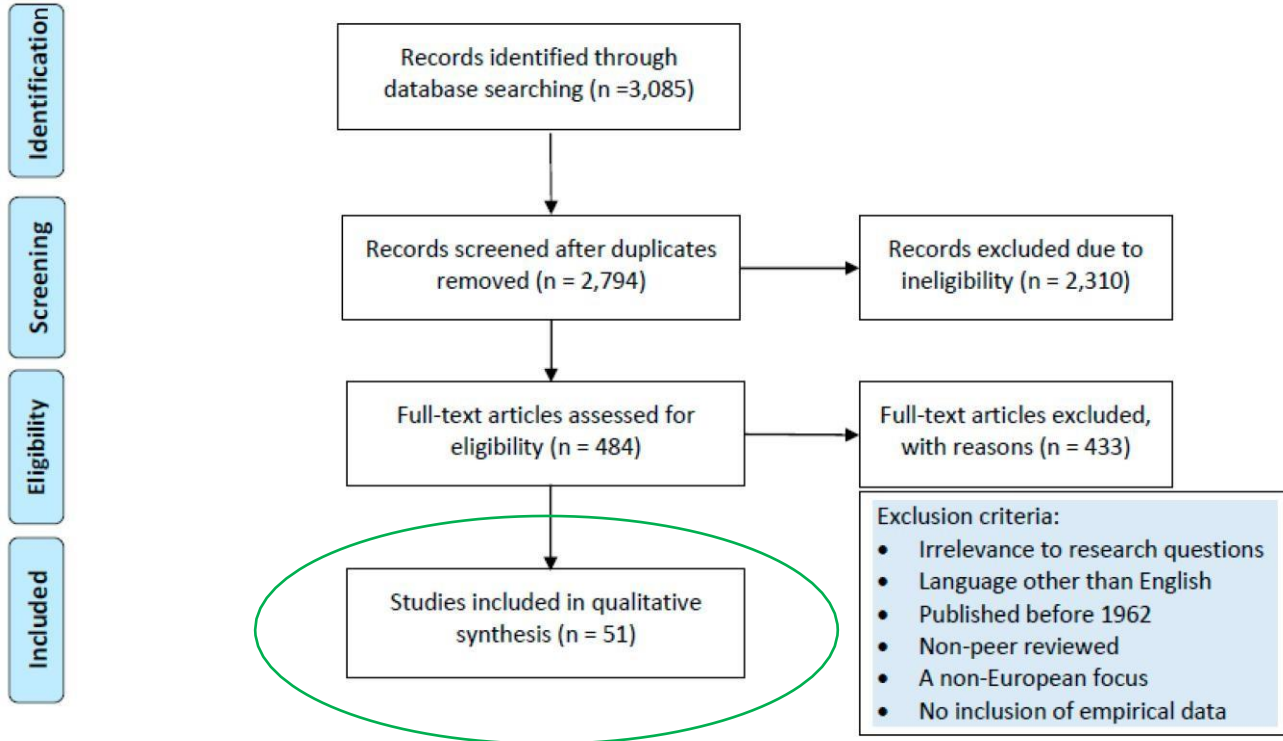 Identification
Records identified through
database searching (n =3,085)
Screening
Records screened after duplicates
removed (n = 2,794)
Records excluded due to
ineligibility (n = 2,310)
Eligibility
Full-text articles assessed for
eligibility (n = 484)
Full-text articles excluded,
with reasons (n = 433)
Included
Studies included in qualitative
synthesis (n = 51)
Exclusion criteria:
• Irrelevance to research questions
• Language other than English
• Published before 1962
• Non-peer reviewed
• A non-European focus
• No inclusion of empirical data